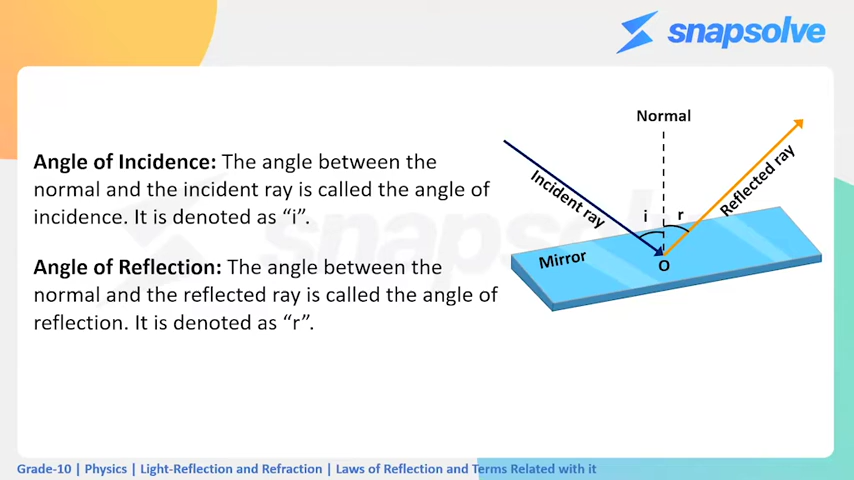 snapsolve
Angle of Incidence: The angle between the
normal and the incident ray is called the angle of
incidence. It is denoted as “i”.
Angle of Reflection: The angle between the
normal and the reflected ray is called the angle of
reflection. It is denoted as “r”.
Normal
Incident ray
Reflected ray
i
r
Mirror
O
snapsolve
Grade-10 | Physics | Light-Reflection and Refraction | Laws of Reflection and Terms Related with it